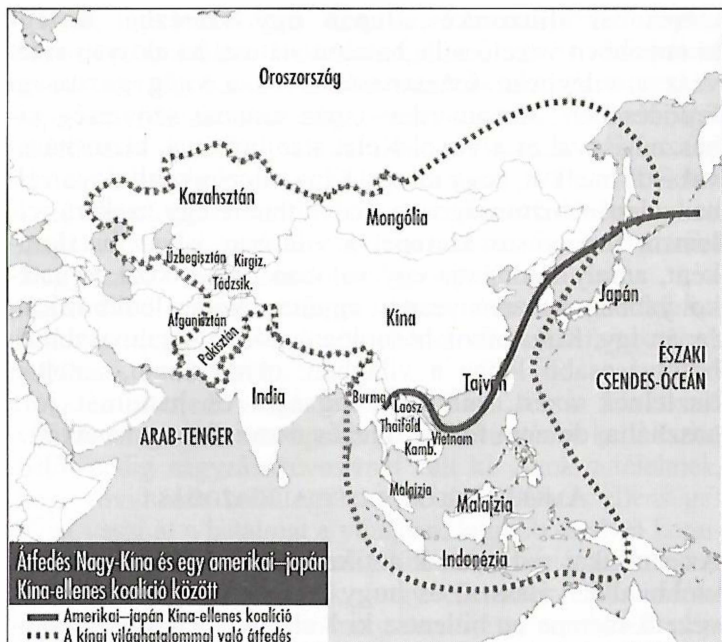 Oroszország
Kazahsztán
Mongólia
Üzbegisztán
Kirgiz.
Tádzsik.
Japán
Kína
Afganisztán
Pakisztán
ÉSZAKI
CSENDES-ÓCEÁN
India
Tajván
Burma
Laosz
ARAB-TENGER
Thaiföld
Vietnam
Kamb.
Malajzia
Malajzia
Indonézia
Átfedés Nagy-Kína és egy amerikai–japán
Kína-ellenes koalíció között
Amerikai–japán Kína-ellenes koalíció
A kínai világhatalommal való átfedés